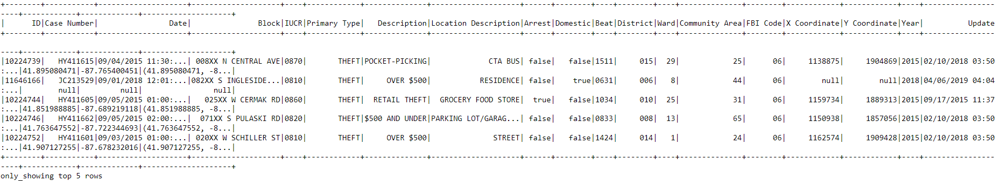 +--------+-----------+--------------------+--------------------+----+------------+--------------+--------------------+------+--------+----+--------+----+--------------+--------+------------+------------+----+----------------
----+------------+-------------+--------------------+
|      ID|Case Number|                Date|               Block|IUCR|Primary Type|   Description|Location Description|Arrest|Domestic|Beat|District|Ward|Community Area|FBI Code|X Coordinate|Y Coordinate|Year|          Update
+--------+-----------+--------------------+--------------------+----+------------+--------------+--------------------+------+--------+----+--------+----+--------------+--------+------------+------------+----+----------------
----+------------+-------------+--------------------+
|10224739|   HY411615|09/04/2015 11:30:...| 008XX N CENTRAL AVE|0870|       THEFT|POCKET-PICKING|             CTA BUS| false|   false|1511|     015|  29|            25|      06|     1138875|     1904869|2015|02/10/2018 03:50
:...|41.895080471|-87.765400451|(41.895080471, -8...|
|11646166|   JC213529|09/01/2018 12:01:...|082XX S INGLESIDE...|0810|       THEFT|     OVER $500|           RESIDENCE| false|    true|0631|     006|   8|            44|      06|        null|        null|2018|04/06/2019 04:04
:...|        null|         null|                null|
|10224744|   HY411605|09/05/2015 01:00:...|   025XX W CERMAK RD|0860|       THEFT|  RETAIL THEFT|  GROCERY FOOD STORE|  true|   false|1034|     010|  25|            31|      06|     1159734|     1889313|2015|09/17/2015 11:37
:...|41.851988885|-87.689219118|(41.851988885, -8...|
|10224746|   HY411662|09/05/2015 02:00:...|  071XX S PULASKI RD|0820|       THEFT|$500 AND UNDER|PARKING LOT/GARAG...| false|   false|0833|     008|  13|            65|      06|     1150938|     1857056|2015|02/10/2018 03:50
:...|41.763647552|-87.722344693|(41.763647552, -8...|
|10224752|   HY411601|09/03/2015 01:00:...| 020XX W SCHILLER ST|0810|       THEFT|     OVER $500|              STREET| false|   false|1424|     014|   1|            24|      06|     1162574|     1909428|2015|02/10/2018 03:50
:...|41.907127255|-87.678232016|(41.907127255, -8...|
+--------+-----------+--------------------+--------------------+----+------------+--------------+--------------------+------+--------+----+--------+----+--------------+--------+------------+------------+----+----------------
----+------------+-------------+--------------------+
only showing top 5 rows